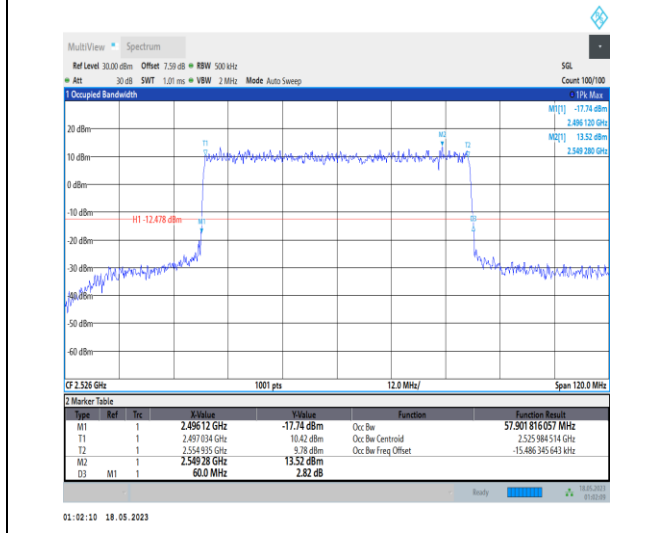 MultiView Spectrum
Ref Level 30.00 dBm Offset 7.59 dB RBW 500 kHz SGL
Att 30 dB SWT 1.01 ms VBW 2 MHz Mode Auto Sweep Count 100/100
1 Occupied Bandwidth 1Pk Max
M1[1] -17.74 dBm
2.496 120 GHz
M2[1] 13.52 dBm
2.549 280 GHz
20 dBm
M2
T1 T2
10 dBm
0 dBm
-10 dBm
H1 -12.478 dBm M1 D3
-20 dBm
-30 dBm
-40 dBm
-50 dBm
-60 dBm
CF 2.526 GHz 1001 pts 12.0 MHz/ Span 120.0 MHz
2 Marker Table
Type Ref Trc X-Value Y-Value Function Function Result
M1 1 2.496 12 GHz -17.74 dBm Occ Bw 57.901 816 057 MHz
T1 1 2.497 034 GHz 10.42 dBm Occ Bw Centroid 2.525 984 514 GHz
T2 1 2.554 935 GHz 9.78 dBm Occ Bw Freq Offset -15.486 345 643 kHz
M2 1 2.549 28 GHz 13.52 dBm
D3 M1 1 60.0 MHz 2.82 dB
Ready 18.05.2023
01:02:09
01:02:10 18.05.2023